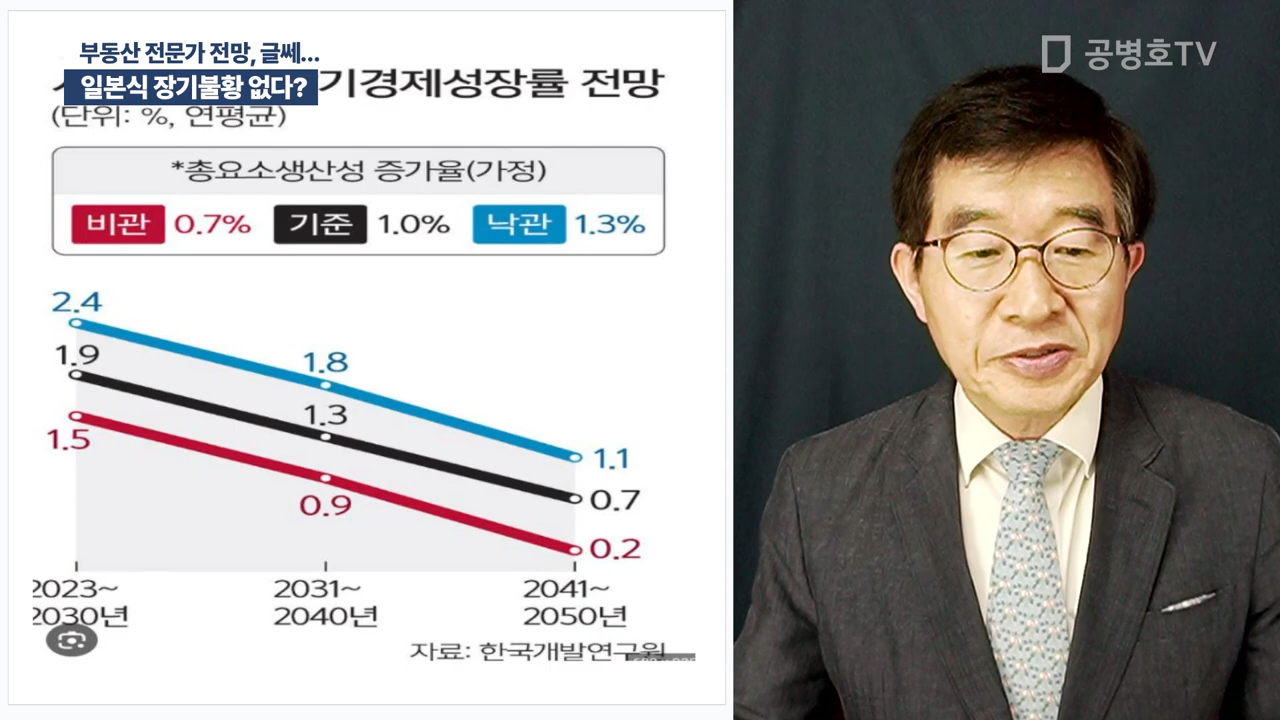 부동산 전문가 전망, 글쎄...
일본식 장기불황 없다?
기경제성장률 전망
(단위: %, 연평균)
*총요소생산성 증가율(가정)
비관 0.7% 기준 1.0% 낙관 1.3%
2.4
1.9
1.5
1.8
1.3
0.9
1.1
0.7
0.2
2023~
2030년
2031~
2040년
2041~
2050년
자료: 한국개발연구원
공병호TV